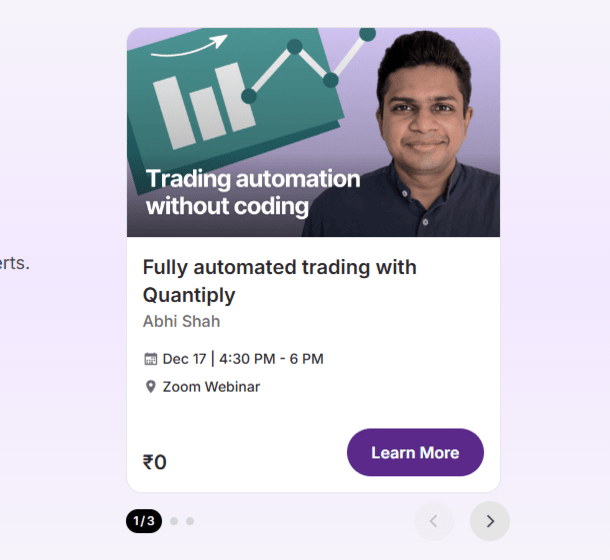 Trading automation
without coding
erts.
Fully automated trading with
Quantiply
Abhi Shah
Dec 17 | 4:30 PM - 6 PM
Zoom Webinar
₹0
Learn More
1/3